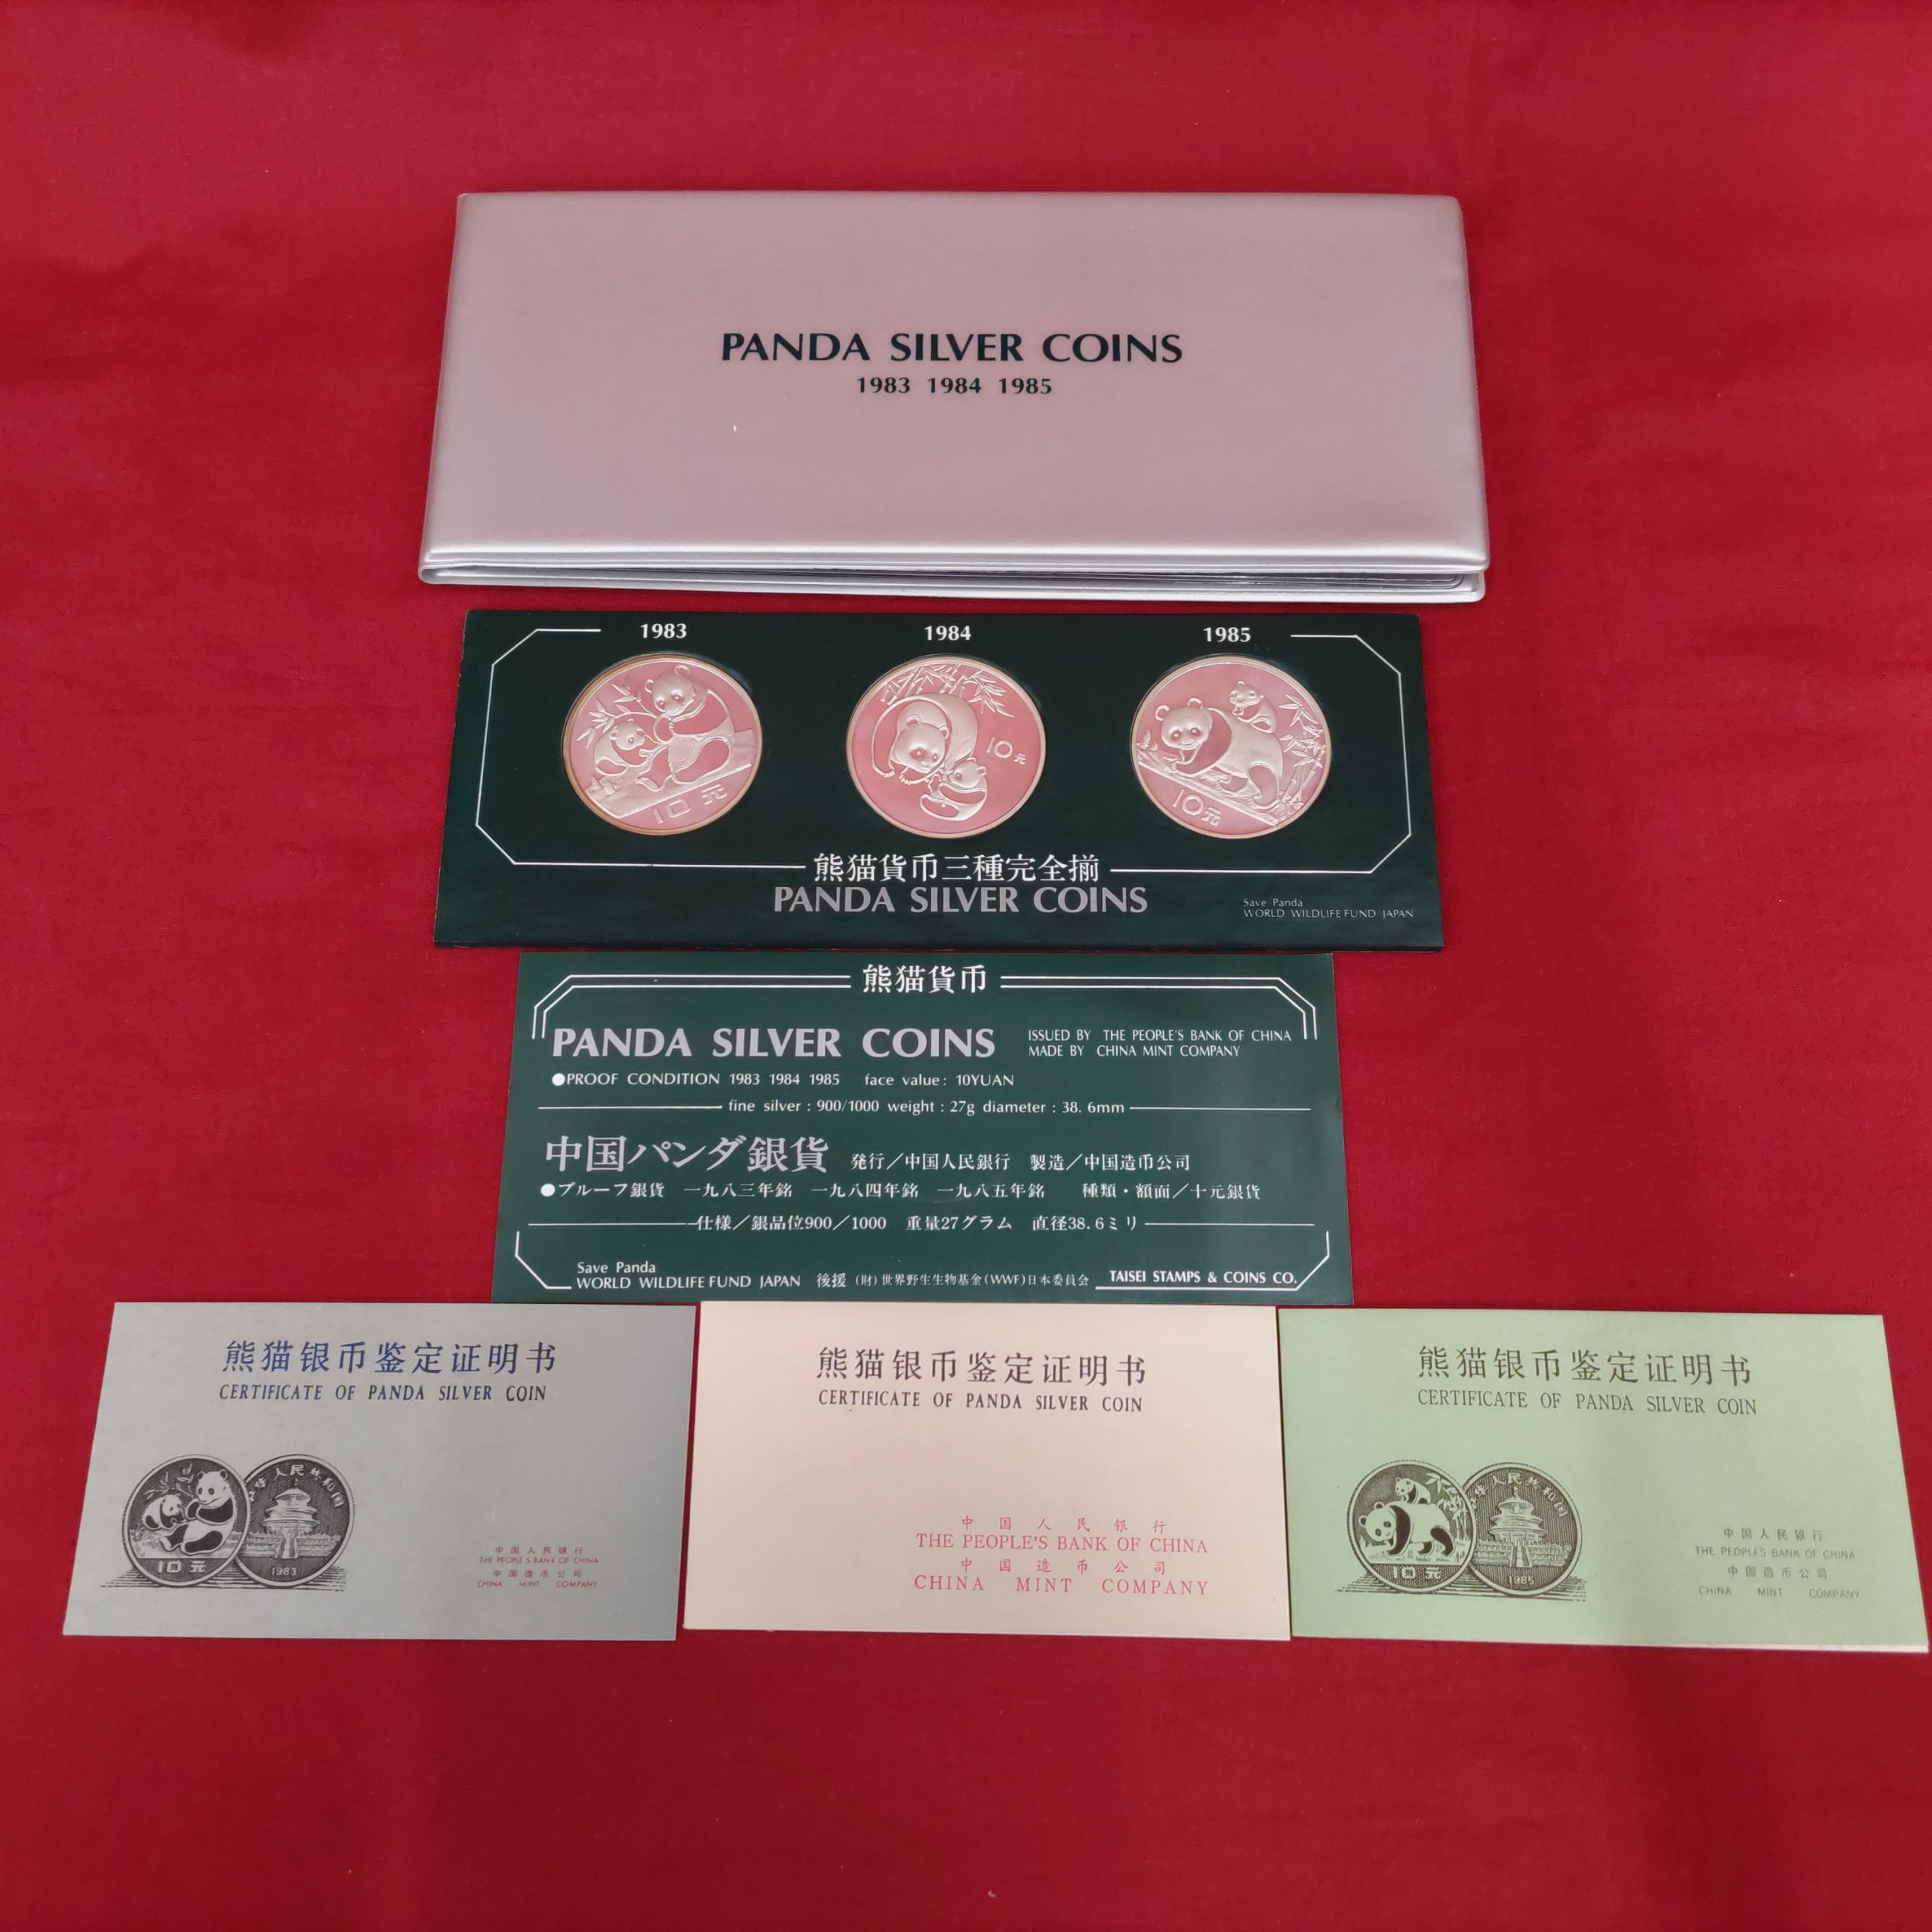 PANDA SILVER COINS
1983 1984 1985
1983
1984
1985
10元
10元
10元
熊猫貨币三種完全揃
PANDA SILVER COINS
Save Panda
WORLD WILDLIFE FUND JAPAN
熊猫貨币
PANDA SILVER COINS
ISSUED BY THE PEOPLE'S BANK OF CHINA
MADE BY CHINA MINT COMPANY
●PROOF CONDITION 1983 1984 1985 face value: 10YUAN
fine silver : 900/1000 weight : 27g diameter : 38.6mm
中国パンダ銀貨 発行／中国人民銀行 製造／中国造币公司
●プルーフ銀貨 一九八三年銘 一九八四年銘 一九八五年銘 種類・額面／十元銀貨
仕様／銀品位900／1000 重量27グラム 直径38.6ミリ
Save Panda
WORLD WILDLIFE FUND JAPAN 後援 (財)世界野生生物基金(WWF)日本委員会 TAISEI STAMPS & COINS CO.
熊猫银币鉴定证明书
CERTIFICATE OF PANDA SILVER COIN
10元
中华人民共和国
1983
中国人民银行
THE PEOPLE'S BANK OF CHINA
中国造币公司
CHINA MINT COMPANY
熊猫银币鉴定证明书
CERTIFICATE OF PANDA SILVER COIN
中国人民银行
THE PEOPLE'S BANK OF CHINA
中国造币公司
CHINA MINT COMPANY
熊猫银币鉴定证明书
CERTIFICATE OF PANDA SILVER COIN
10元
中华人民共和国
1985
中国人民银行
THE PEOPLE'S BANK OF CHINA
中国造币公司
CHINA MINT COMPANY